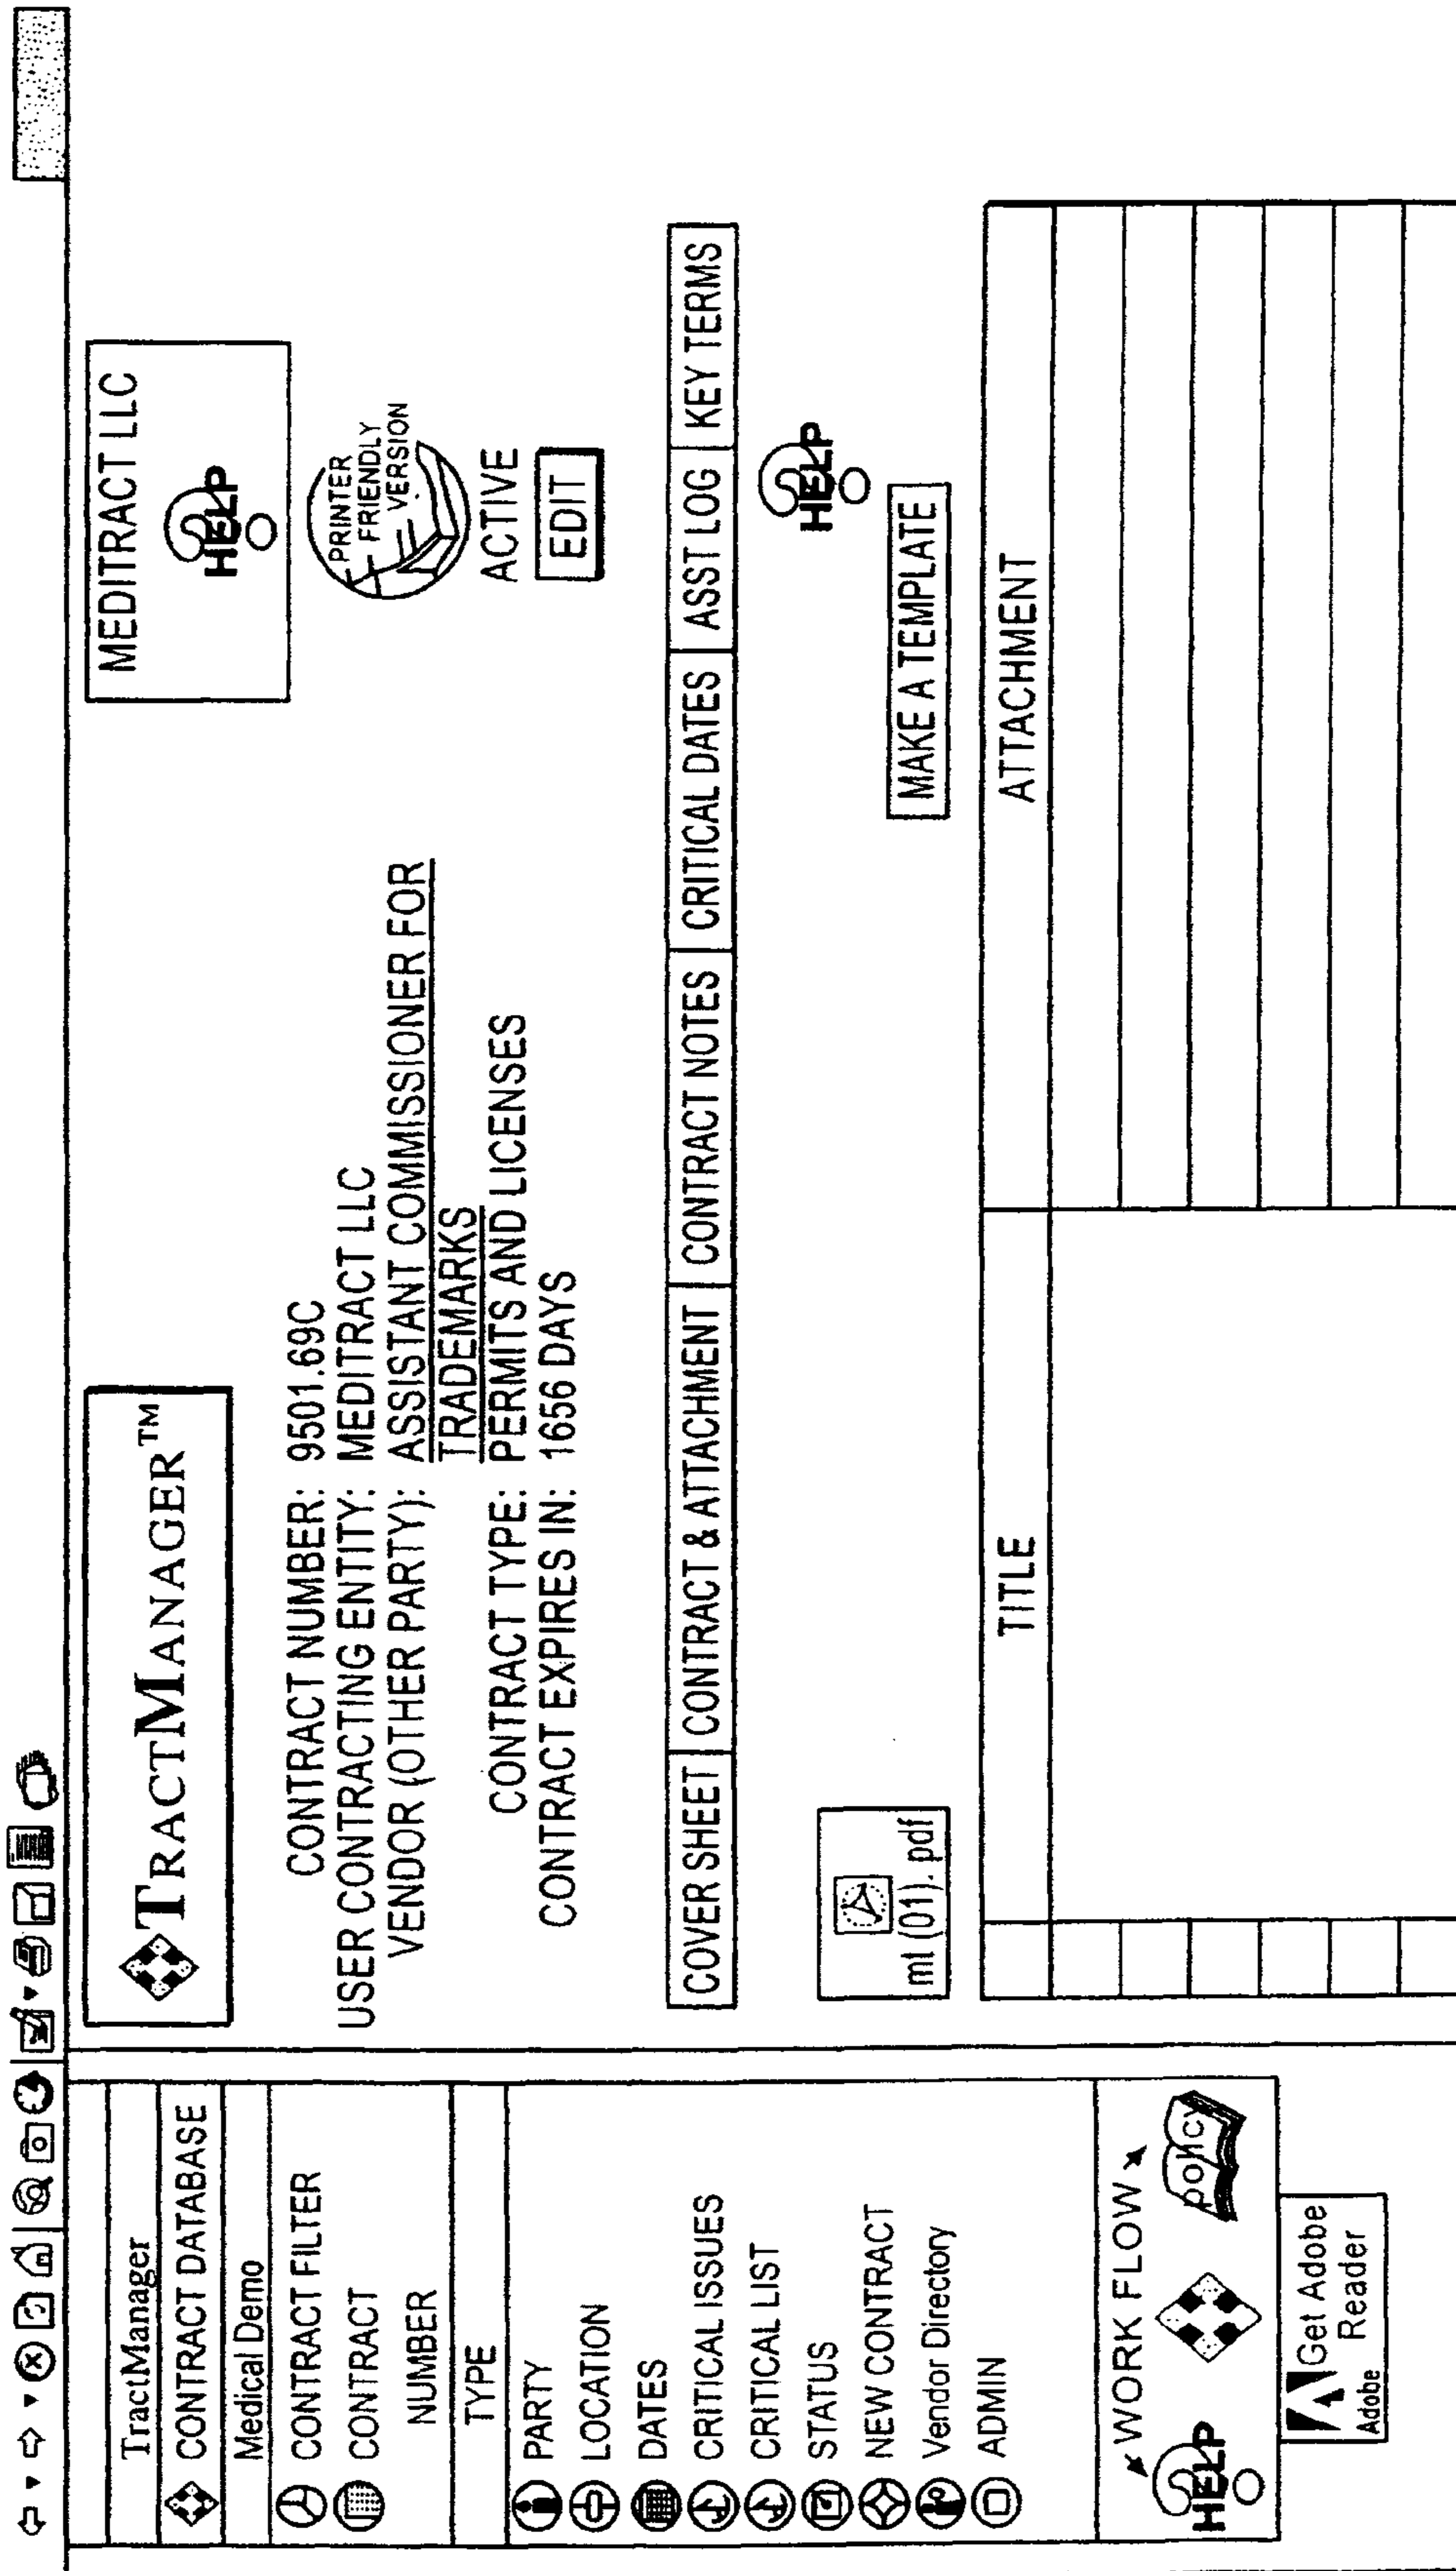 TractManager
CONTRACT DATABASE
Medical Demo
CONTRACT FILTER
CONTRACT
NUMBER
TYPE
PARTY
LOCATION
DATES
CRITICAL ISSUES
CRITICAL LIST
STATUS
NEW CONTRACT
Vendor Directory
ADMIN
WORK FLOW
HELP
policy
Adobe
Get Adobe
Reader
TRACTMANAGER™
MEDITRACT LLC
HELP
CONTRACT NUMBER: 9501.69C
USER CONTRACTING ENTITY: MEDITRACT LLC
VENDOR (OTHER PARTY): ASSISTANT COMMISSIONER FOR
TRADEMARKS
CONTRACT TYPE: PERMITS AND LICENSES
CONTRACT EXPIRES IN: 1656 DAYS
PRINTER
FRIENDLY
VERSION
ACTIVE
EDIT
COVER SHEET CONTRACT & ATTACHMENT CONTRACT NOTES CRITICAL DATES ASST LOG KEY TERMS
HELP
mt (01). pdf
MAKE A TEMPLATE
TITLE ATTACHMENT